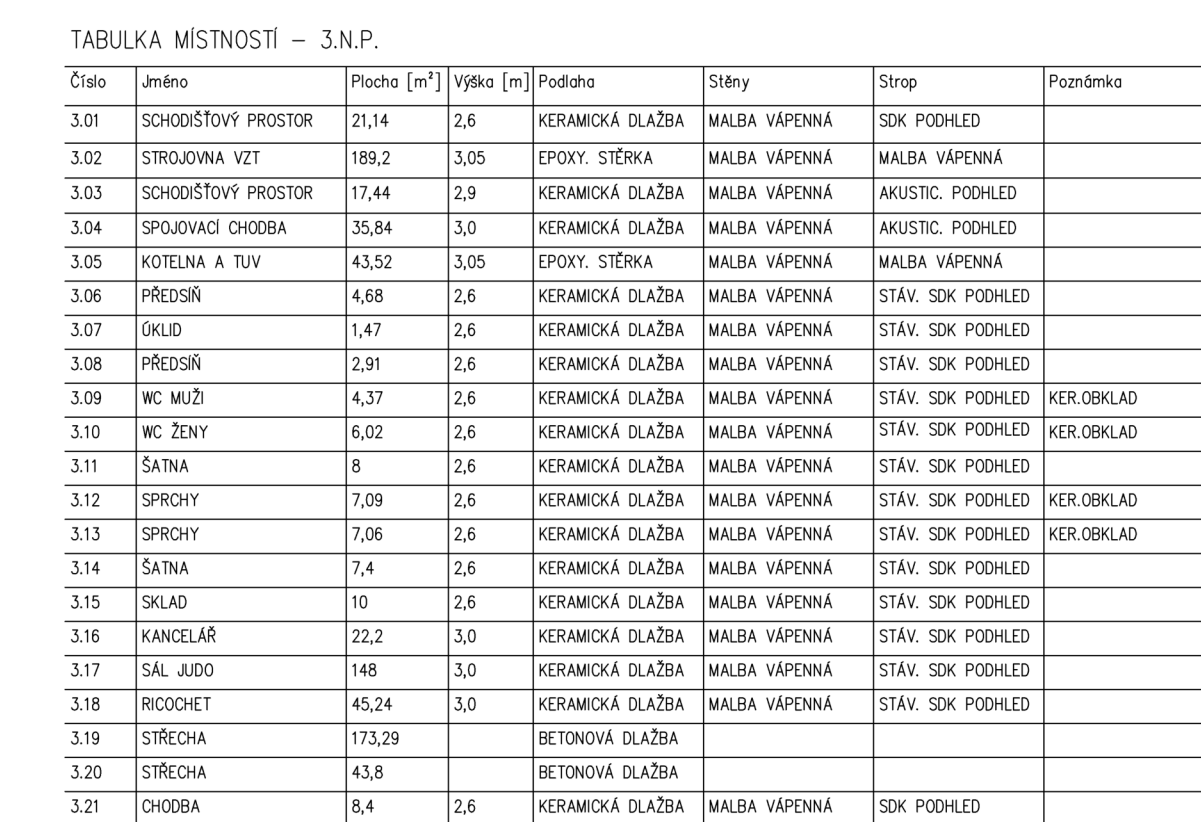 TABULKA MÍSTNOSTÍ – 3.N.P.
Číslo Jméno Plocha [m²] Výška [m] Podlaha Stěny Strop Poznámka
3.01 SCHODIŠŤOVÝ PROSTOR 21,14 2,6 KERAMICKÁ DLAŽBA MALBA VÁPENNÁ SDK PODHLED
3.02 STROJOVNA VZT 189,2 3,05 EPOXY. STĚRKA MALBA VÁPENNÁ MALBA VÁPENNÁ
3.03 SCHODIŠŤOVÝ PROSTOR 17,44 2,9 KERAMICKÁ DLAŽBA MALBA VÁPENNÁ AKUSTIC. PODHLED
3.04 SPOJOVACÍ CHODBA 35,84 3,0 KERAMICKÁ DLAŽBA MALBA VÁPENNÁ AKUSTIC. PODHLED
3.05 KOTELNA A TUV 43,52 3,05 EPOXY. STĚRKA MALBA VÁPENNÁ MALBA VÁPENNÁ
3.06 PŘEDSÍŇ 4,68 2,6 KERAMICKÁ DLAŽBA MALBA VÁPENNÁ STÁV. SDK PODHLED
3.07 ÚKLID 1,47 2,6 KERAMICKÁ DLAŽBA MALBA VÁPENNÁ STÁV. SDK PODHLED
3.08 PŘEDSÍŇ 2,91 2,6 KERAMICKÁ DLAŽBA MALBA VÁPENNÁ STÁV. SDK PODHLED
3.09 WC MUŽI 4,37 2,6 KERAMICKÁ DLAŽBA MALBA VÁPENNÁ STÁV. SDK PODHLED KER.OBKLAD
3.10 WC ŽENY 6,02 2,6 KERAMICKÁ DLAŽBA MALBA VÁPENNÁ STÁV. SDK PODHLED KER.OBKLAD
3.11 ŠATNA 8 2,6 KERAMICKÁ DLAŽBA MALBA VÁPENNÁ STÁV. SDK PODHLED
3.12 SPRCHY 7,09 2,6 KERAMICKÁ DLAŽBA MALBA VÁPENNÁ STÁV. SDK PODHLED KER.OBKLAD
3.13 SPRCHY 7,06 2,6 KERAMICKÁ DLAŽBA MALBA VÁPENNÁ STÁV. SDK PODHLED KER.OBKLAD
3.14 ŠATNA 7,4 2,6 KERAMICKÁ DLAŽBA MALBA VÁPENNÁ STÁV. SDK PODHLED
3.15 SKLAD 10 2,6 KERAMICKÁ DLAŽBA MALBA VÁPENNÁ STÁV. SDK PODHLED
3.16 KANCELÁŘ 22,2 3,0 KERAMICKÁ DLAŽBA MALBA VÁPENNÁ STÁV. SDK PODHLED
3.17 SÁL JUDO 148 3,0 KERAMICKÁ DLAŽBA MALBA VÁPENNÁ STÁV. SDK PODHLED
3.18 RICOCHET 45,24 3,0 KERAMICKÁ DLAŽBA MALBA VÁPENNÁ STÁV. SDK PODHLED
3.19 STŘECHA 173,29 BETONOVÁ DLAŽBA
3.20 STŘECHA 43,8 BETONOVÁ DLAŽBA
3.21 CHODBA 8,4 2,6 KERAMICKÁ DLAŽBA MALBA VÁPENNÁ SDK PODHLED